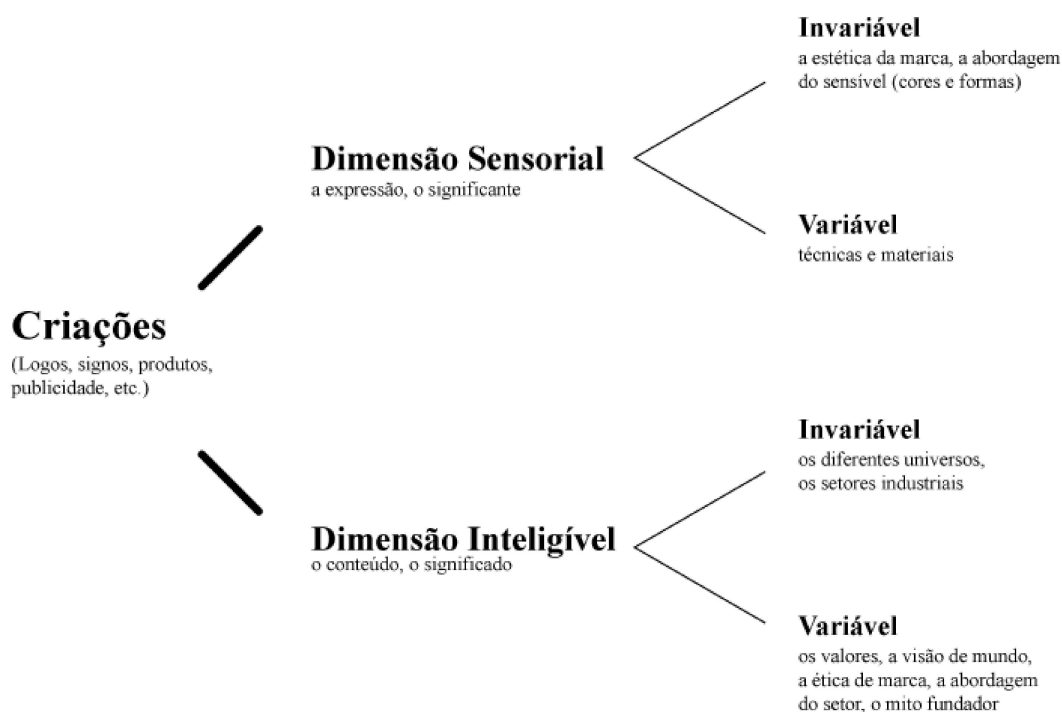 Criações
(Logos, signos, produtos,
publicidade, etc.)
Dimensão Sensorial
a expressão, o significante
Invariável
a estética da marca, a abordagem
do sensível (cores e formas)
Variável
técnicas e materiais
Dimensão Inteligível
o conteúdo, o significado
Invariável
os diferentes universos,
os setores industriais
Variável
os valores, a visão de mundo,
a ética de marca, a abordagem
do setor, o mito fundador